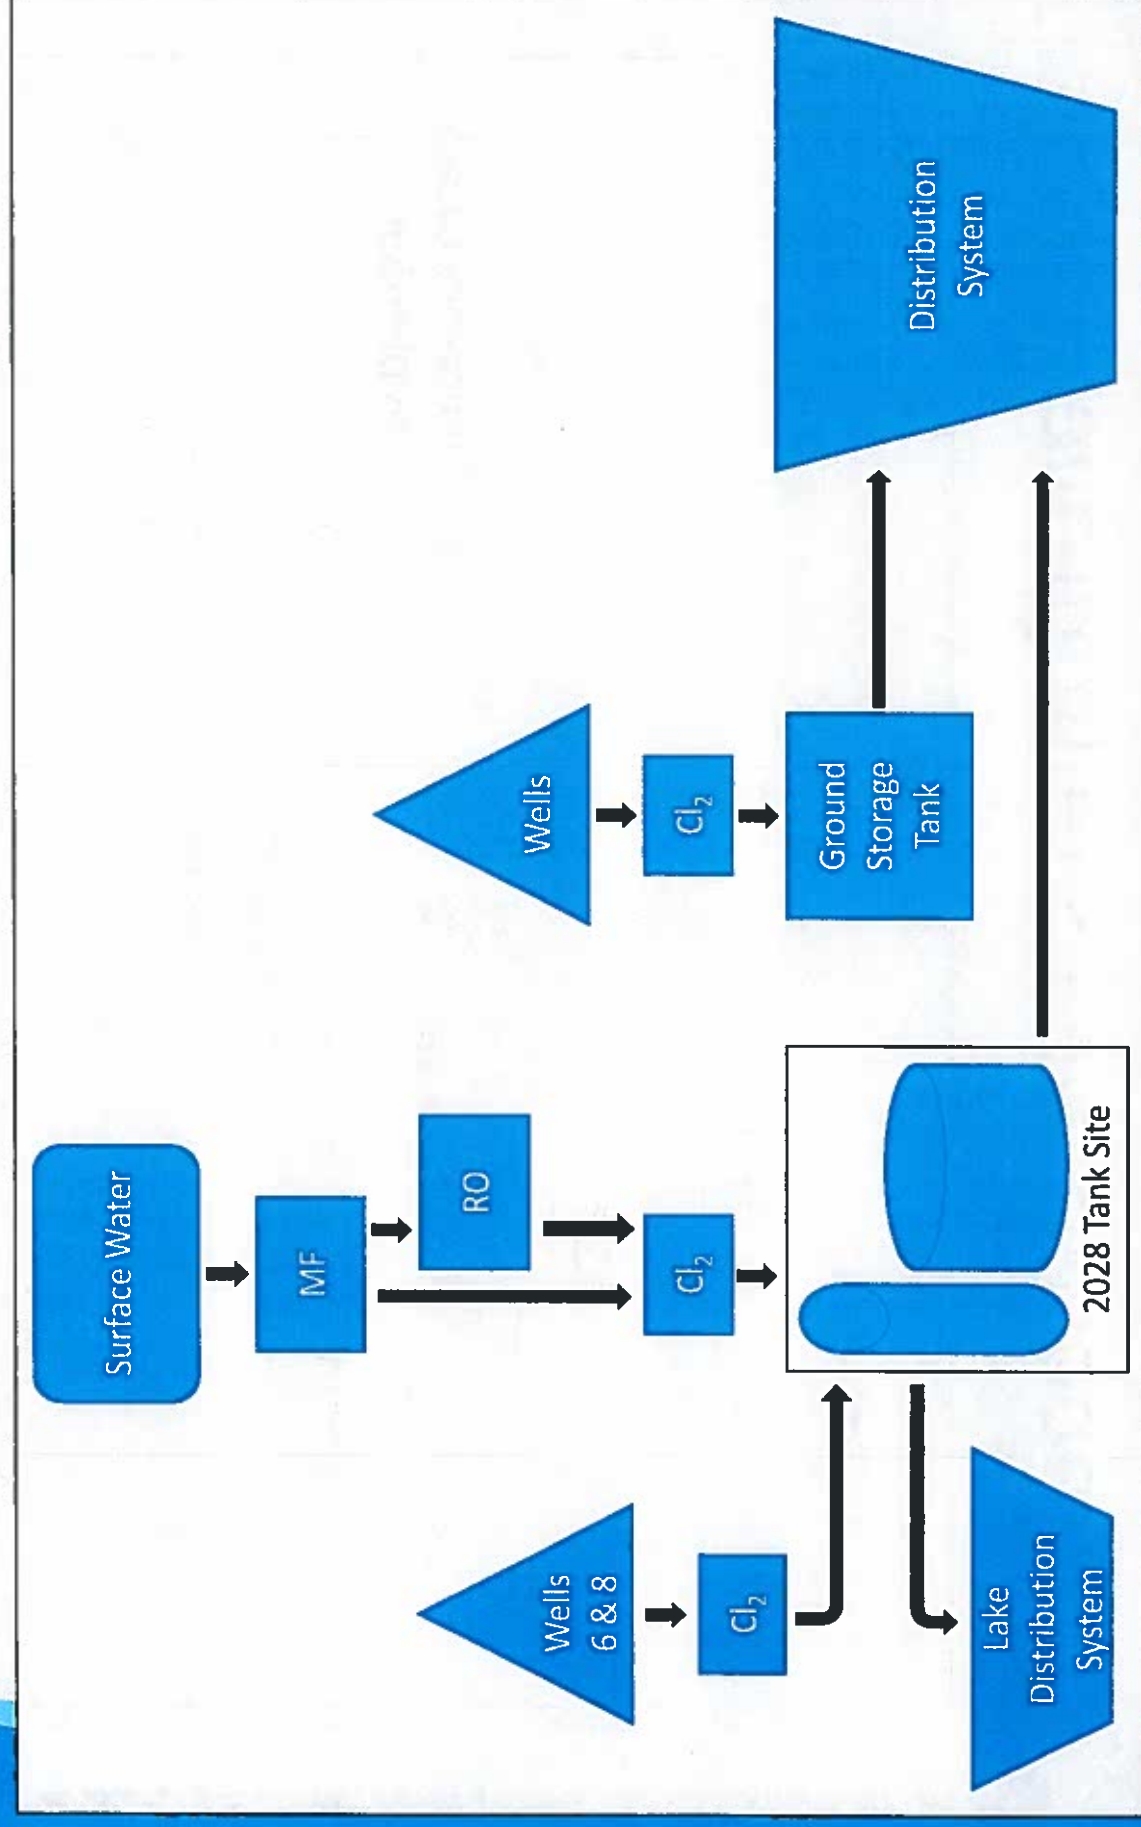 Surface Water
MF
RO
Cl₂
Wells
6 & 8
Cl₂
2028 Tank Site
Lake
Distribution
System
Wells
Cl₂
Ground
Storage
Tank
Distribution
System